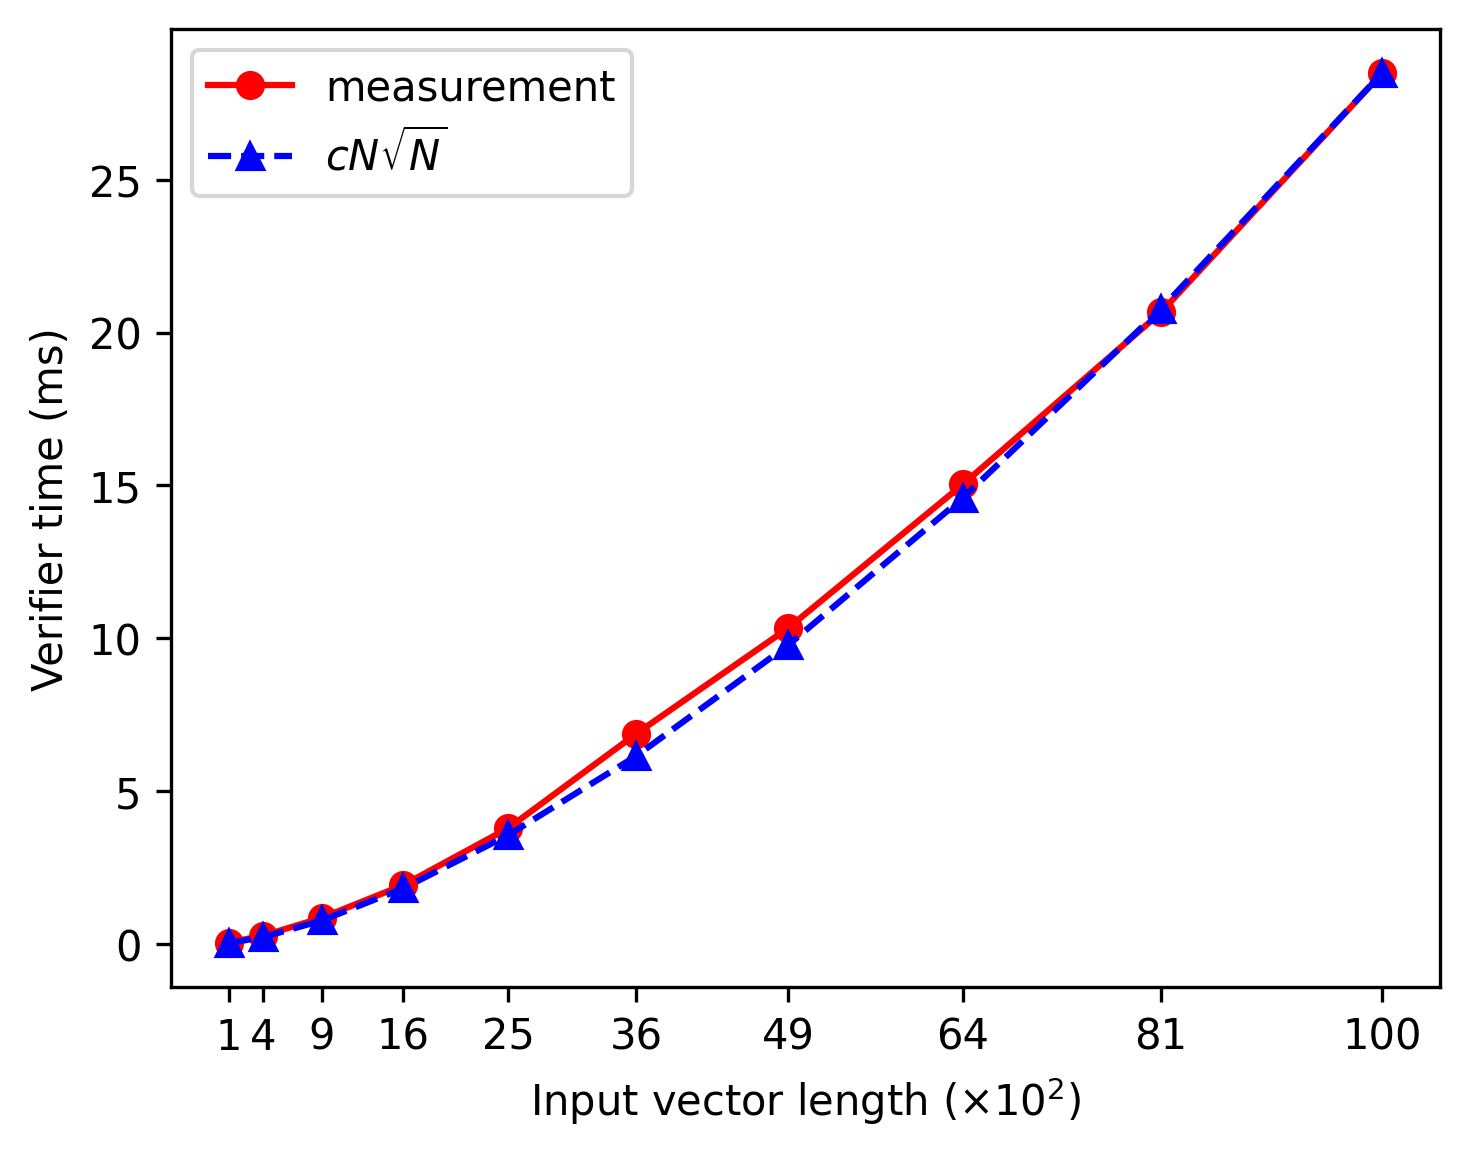 measurement
cN√N
25
20
15
10
5
0
Verifier time (ms)
1 4 9 16 25 36 49 64 81 100
Input vector length (×10²)